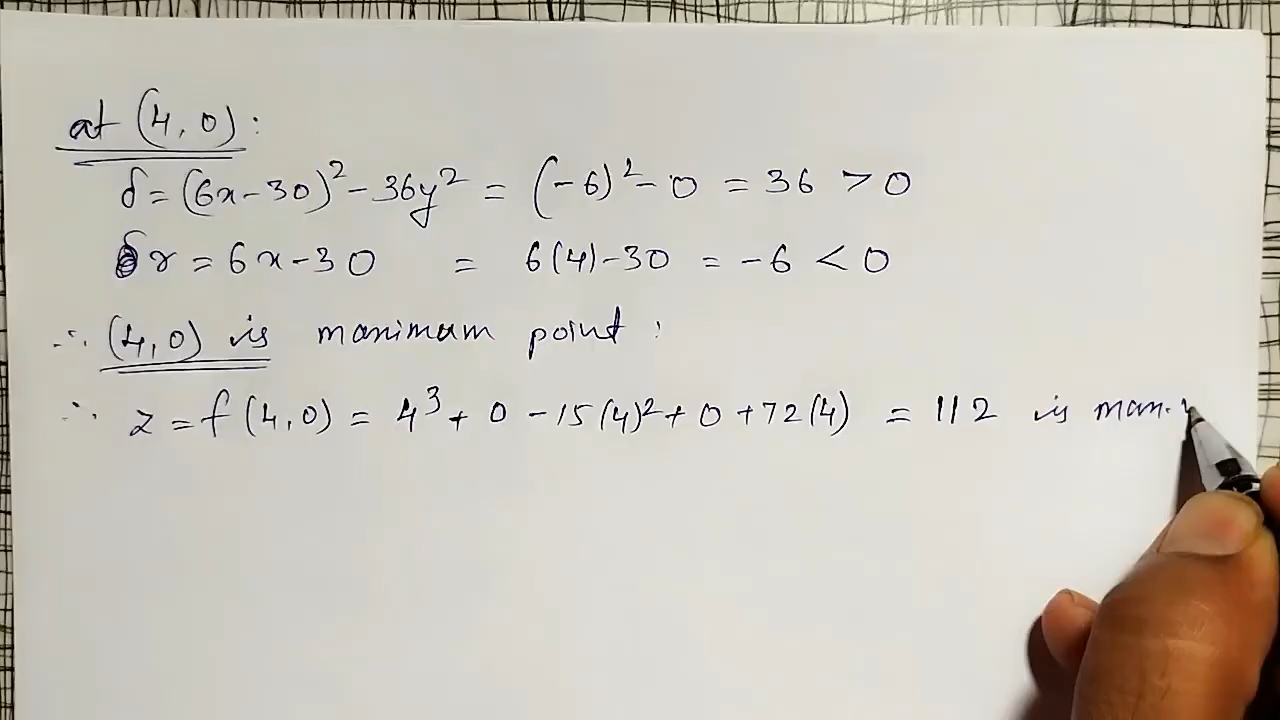 at (4,0):
δ = (6x-30)² - 36y² = (-6)² - 0 = 36 > 0
r = 6x-30 = 6(4)-30 = -6 < 0
∴ (4,0) is maximum point:
∴ z = f(4,0) = 4³ + 0 - 15(4)² + 0 + 72(4) = 112 is max.